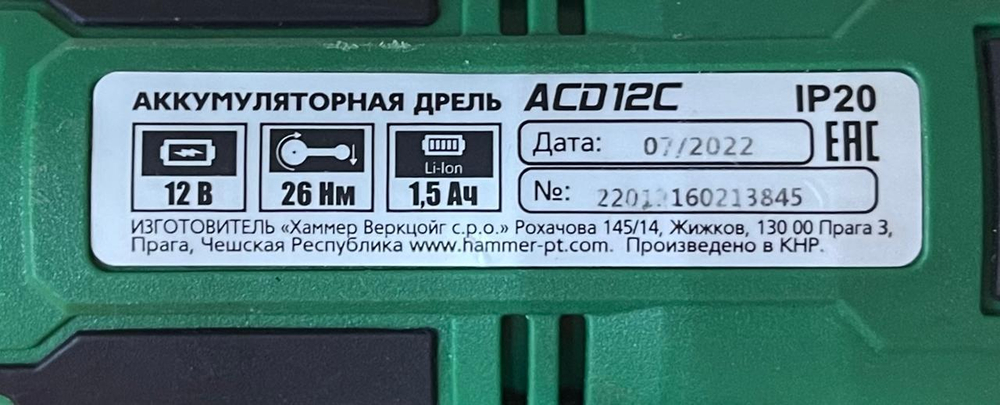 АККУМУЛЯТОРНАЯ ДРЕЛЬ ACD12C IP20
12 В
26 Нм
Li-Ion
1,5 Ач
Дата: 07/2022
EAC
№:
ИЗГОТОВИТЕЛЬ «Хаммер Веркцойг с.р.о.» Рохачова 145/14, Жижков, 130 00 Прага 3,
Прага, Чешская Республика www.hammer-pt.com. Произведено в КНР.